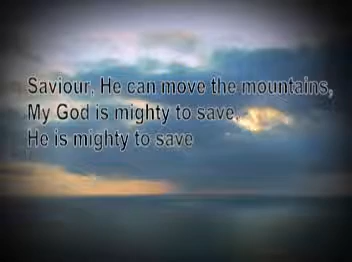 Saviour, He can move the mountains,
My God is mighty to save,
He is mighty to save